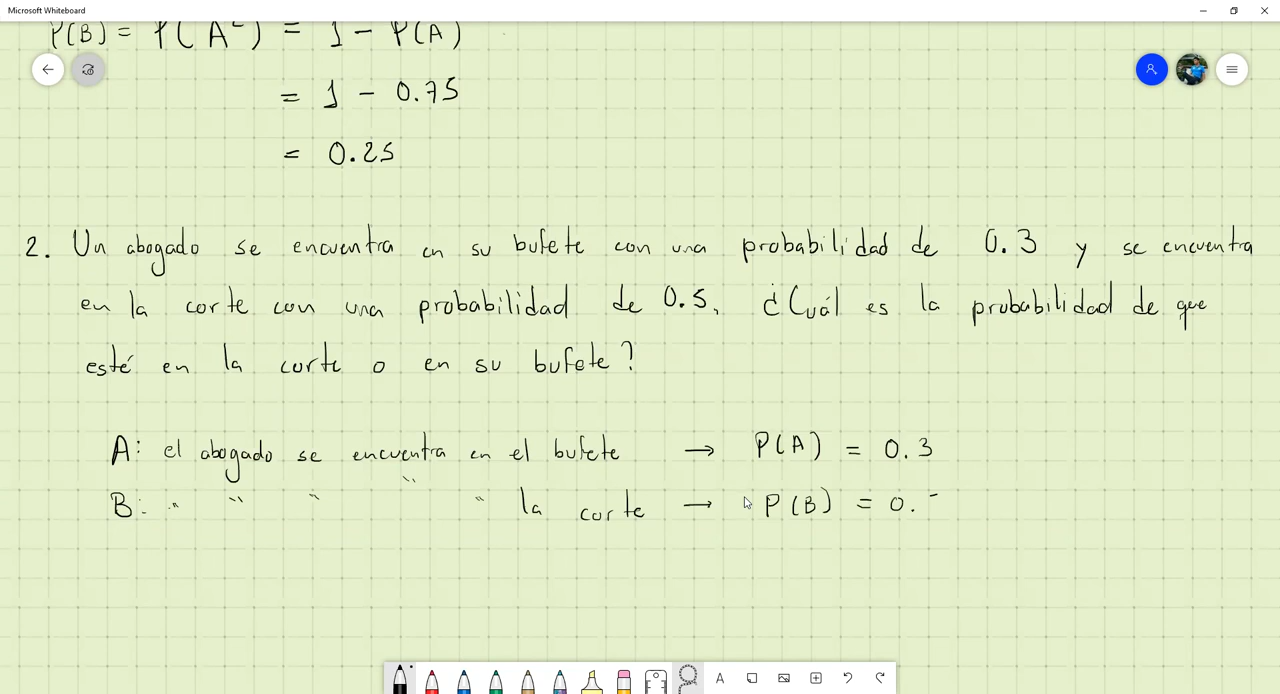 Microsoft Whiteboard
P(B) = P(Aᶜ) = 1 - P(A)
= 1 - 0.75
= 0.25
2. Un abogado se encuentra en su bufete con una probabilidad de 0.3 y se encuentra
en la corte con una probabilidad de 0.5. ¿Cuál es la probabilidad de que
esté en la corte o en su bufete?
A: el abogado se encuentra en el bufete → P(A) = 0.3
B: " " " " " la corte → P(B) = 0.
A